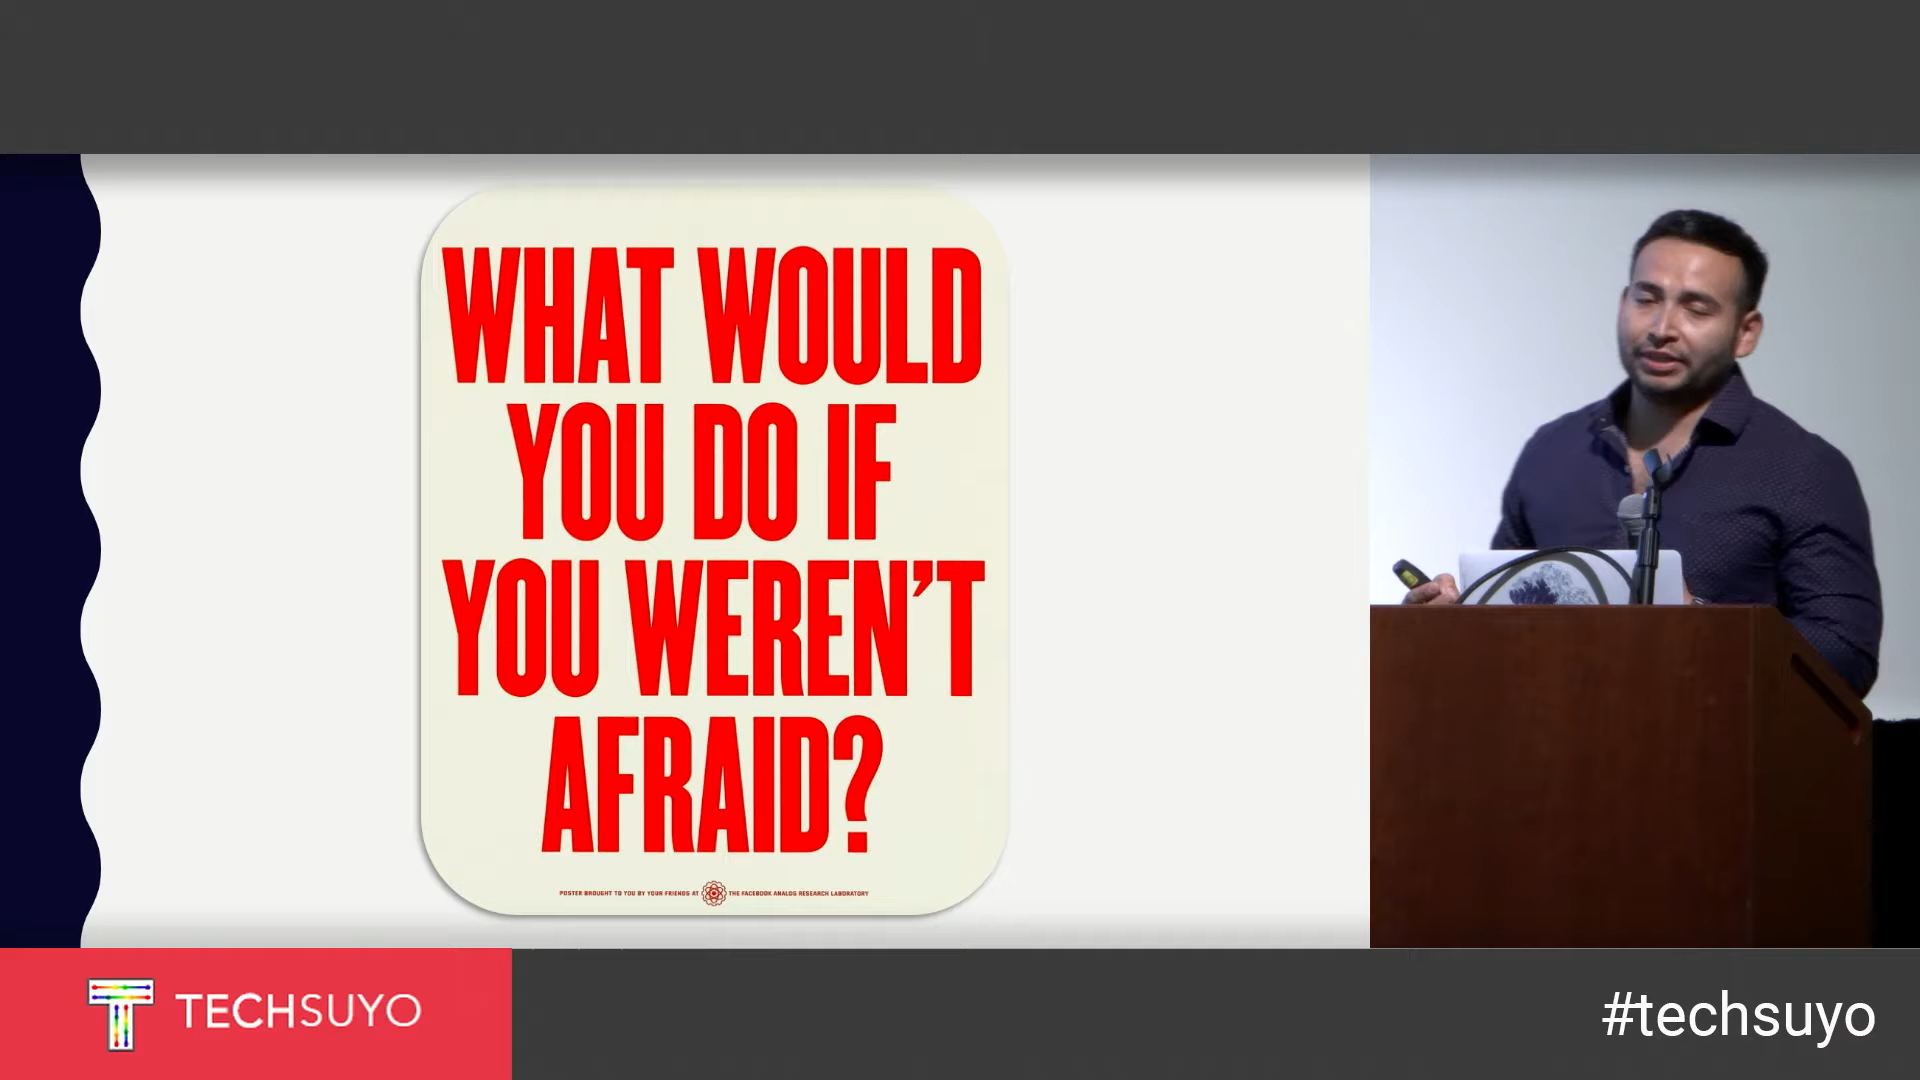 WHAT WOULD
YOU DO IF
YOU WEREN'T
AFRAID?
POSTER BROUGHT TO YOU BY YOUR FRIENDS AT THE FACEBOOK ANALOG RESEARCH LABORATORY
TECHSUYO
#techsuyo